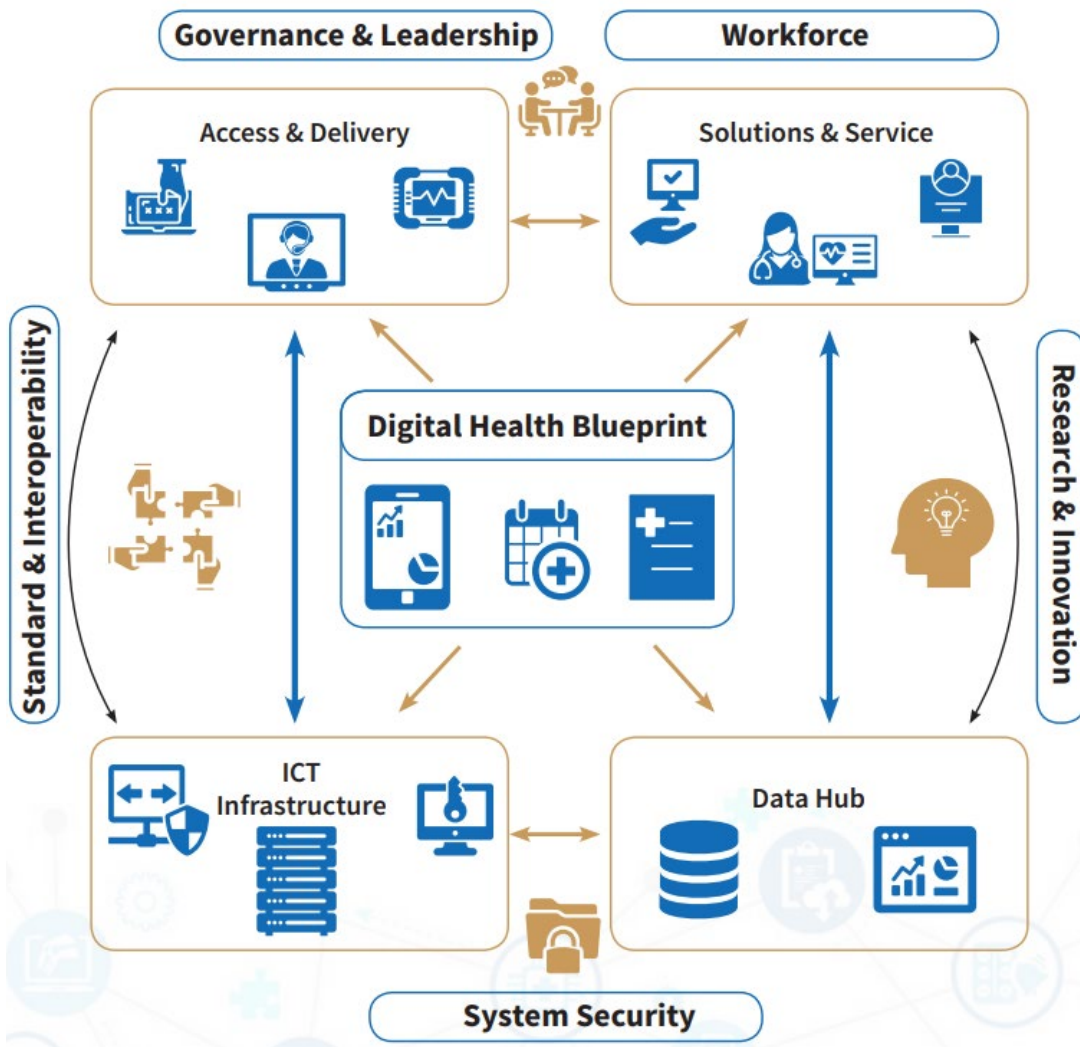 Governance & Leadership
Workforce
Access & Delivery
Solutions & Service
Standard & Interoperability
Digital Health Blueprint
Research & Innovation
ICT
Infrastructure
Data Hub
System Security